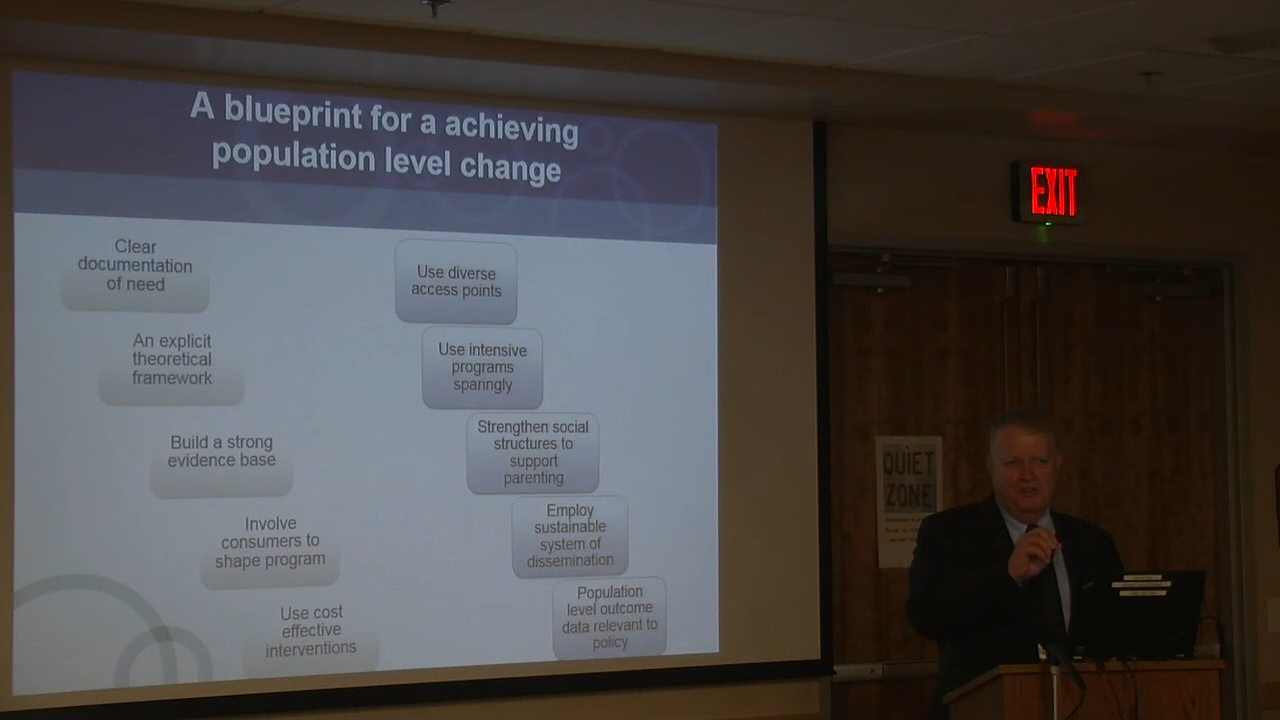 A blueprint for a achieving
population level change
Clear
documentation
of need
An explicit
theoretical
framework
Build a strong
evidence base
Involve
consumers to
shape program
Use cost
effective
interventions
Use diverse
access points
Use intensive
programs
sparingly
Strengthen social
structures to
support
parenting
Employ
sustainable
system of
dissemination
Population
level outcome
data relevant to
policy
EXIT
QUIET
ZONE